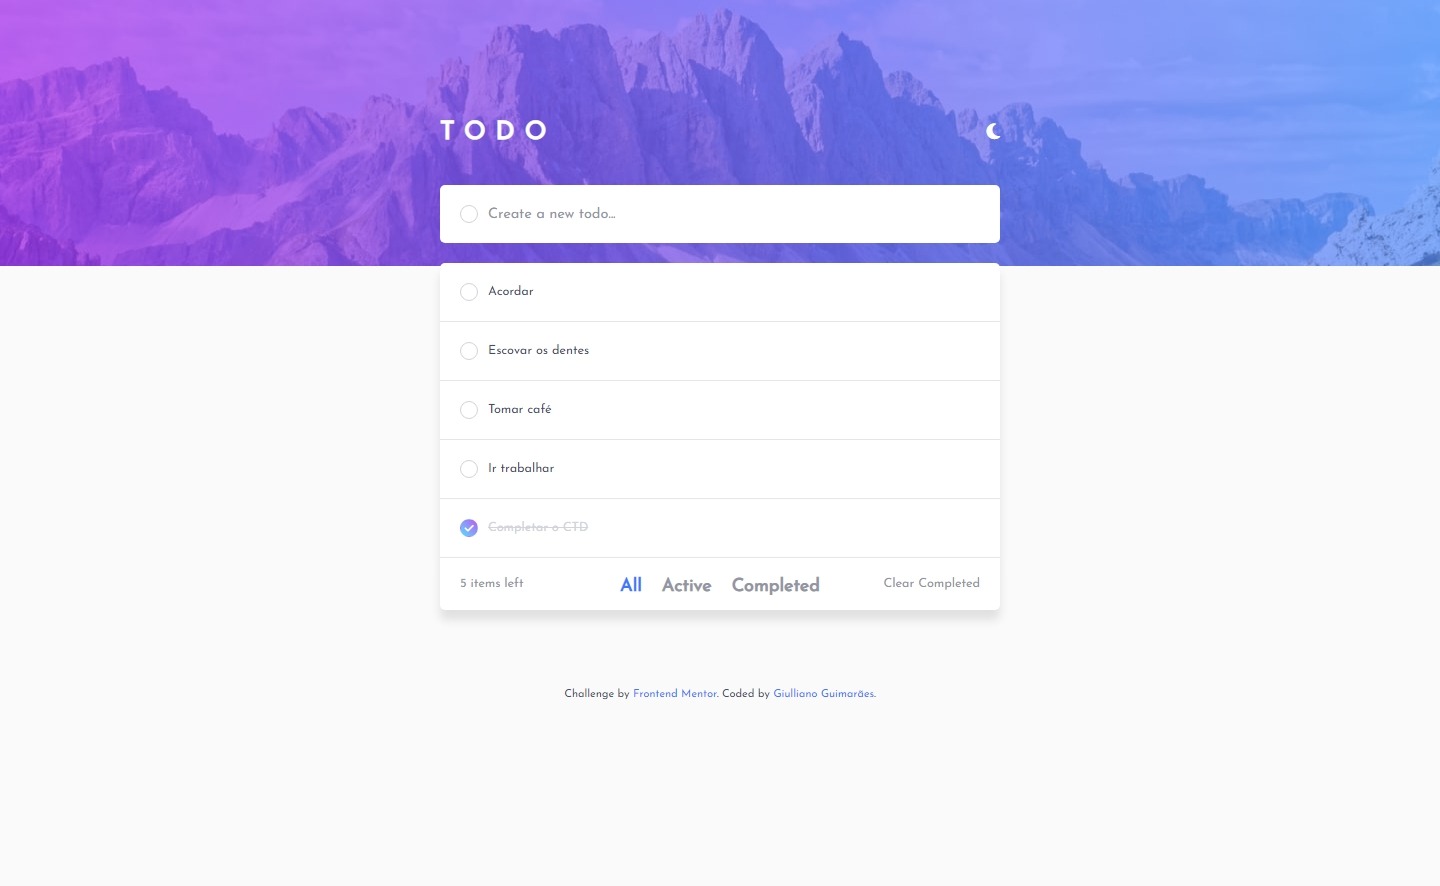 TODO
Create a new todo...
Acordar
Escovar os dentes
Tomar café
Ir trabalhar
Completar o CTD
5 items left All Active Completed Clear Completed
Challenge by Frontend Mentor. Coded by Giulliano Guimarães.